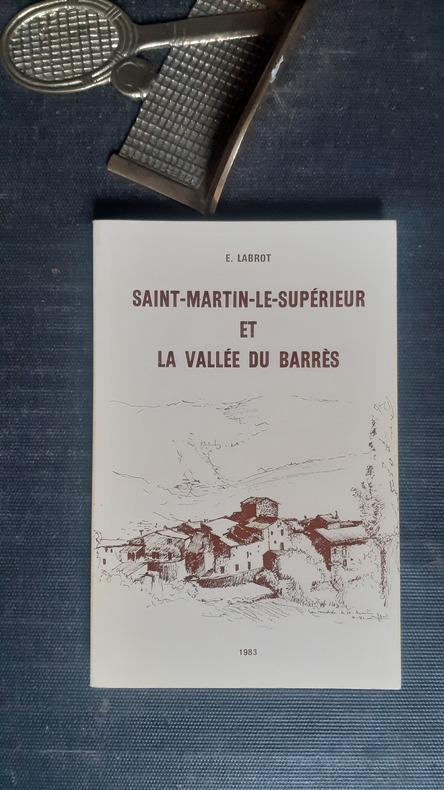 E. LABROT
SAINT-MARTIN-LE-SUPÉRIEUR
ET
LA VALLÉE DU BARRÈS
1983